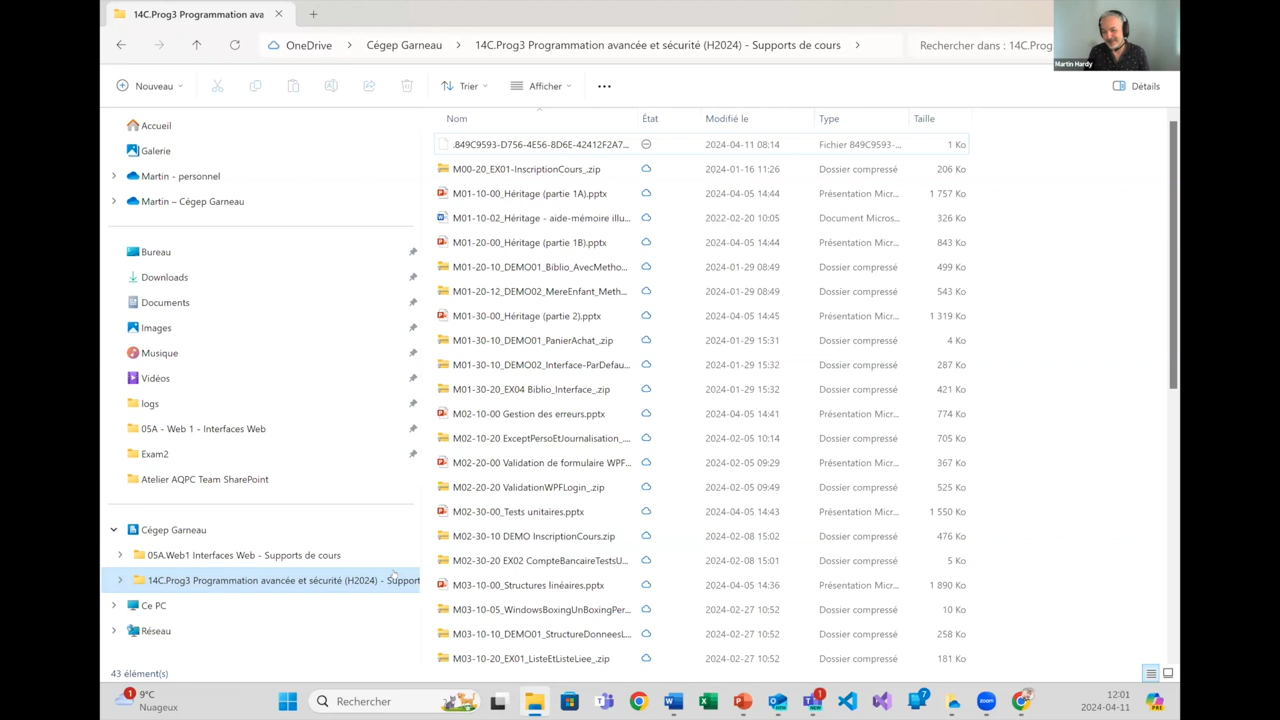 14C.Prog3 Programmation ava
OneDrive
Cégep Garneau
14C.Prog3 Programmation avancée et sécurité (H2024) - Supports de cours
Rechercher dans : 14C.Prog
Martin Hardy
Nouveau
Trier
Afficher
Détails
Accueil
Galerie
Martin - personnel
Martin – Cégep Garneau
Bureau
Downloads
Documents
Images
Musique
Vidéos
logs
05A - Web 1 - Interfaces Web
Exam2
Atelier AQPC Team SharePoint
Cégep Garneau
05A.Web1 Interfaces Web - Supports de cours
14C.Prog3 Programmation avancée et sécurité (H2024) - Support
Ce PC
Réseau
Nom État Modifié le Type Taille
.849C9593-D756-4E56-8D6E-42412F2A7... 2024-04-11 08:14 Fichier 849C9593-... 1 Ko
M00-20_EX01-InscriptionCours_.zip 2024-01-16 11:26 Dossier compressé 206 Ko
M01-10-00_Héritage (partie 1A).pptx 2024-04-05 14:44 Présentation Micr... 1 757 Ko
M01-10-02_Héritage - aide-mémoire illu... 2022-02-20 10:05 Document Micros... 326 Ko
M01-20-00_Héritage (partie 1B).pptx 2024-04-05 14:44 Présentation Micr... 843 Ko
M01-20-10_DEMO01_Biblio_AvecMetho... 2024-01-29 08:49 Dossier compressé 499 Ko
M01-20-12_DEMO02_MereEnfant_Meth... 2024-01-29 08:49 Dossier compressé 543 Ko
M01-30-00_Héritage (partie 2).pptx 2024-04-05 14:45 Présentation Micr... 1 319 Ko
M01-30-10_DEMO01_PanierAchat_.zip 2024-01-29 15:31 Dossier compressé 4 Ko
M01-30-10_DEMO02_Interface-ParDefau... 2024-01-29 15:32 Dossier compressé 287 Ko
M01-30-20_EX04 Biblio_Interface_.zip 2024-01-29 15:32 Dossier compressé 421 Ko
M02-10-00 Gestion des erreurs.pptx 2024-04-05 14:41 Présentation Micr... 774 Ko
M02-10-20 ExceptPersoEtJournalisation_... 2024-02-05 10:14 Dossier compressé 705 Ko
M02-20-00 Validation de formulaire WPF... 2024-02-05 09:29 Présentation Micr... 367 Ko
M02-20-20 ValidationWPFLogin_.zip 2024-02-05 09:49 Dossier compressé 525 Ko
M02-30-00_Tests unitaires.pptx 2024-04-05 14:43 Présentation Micr... 1 550 Ko
M02-30-10 DEMO InscriptionCours.zip 2024-02-08 15:02 Dossier compressé 476 Ko
M02-30-20 EX02 CompteBancaireTestsU... 2024-02-08 15:02 Dossier compressé 5 Ko
M03-10-00_Structures linéaires.pptx 2024-04-05 14:36 Présentation Micr... 1 890 Ko
M03-10-05_WindowsBoxingUnBoxingPer... 2024-02-27 10:52 Dossier compressé 10 Ko
M03-10-10_DEMO01_StructureDonneesL... 2024-02-27 10:52 Dossier compressé 258 Ko
M03-10-20_EX01_ListeEtListeLiee_.zip 2024-02-27 10:52 Dossier compressé 181 Ko
43 élément(s)
1
9°C
Nuageux
Rechercher
1
7
zoom
12:01
2024-04-11
PRE